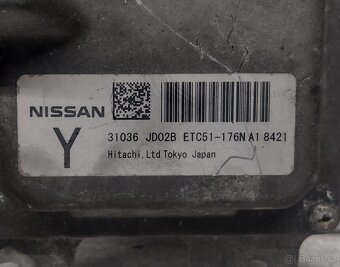 NISSAN
Y
31036 JD02B ETC51-176N A1 8421
Hitachi,Ltd.Tokyo Japan